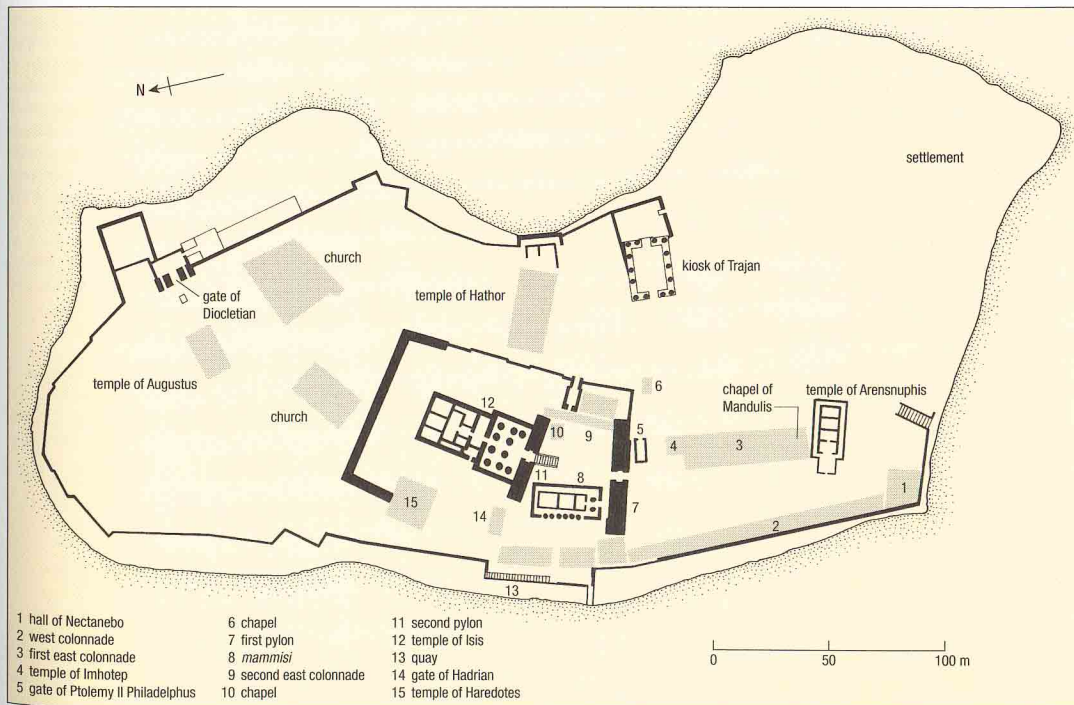 N
settlement
church
kiosk of Trajan
gate of
Diocletian
temple of Hathor
temple of Augustus
church
chapel of
Mandulis
temple of Arensnuphis
12
10
9
6
5
4
3
11
8
7
15
14
2
1
13
1 hall of Nectanebo
2 west colonnade
3 first east colonnade
4 temple of Imhotep
5 gate of Ptolemy II Philadelphus
6 chapel
7 first pylon
8 mammisi
9 second east colonnade
10 chapel
11 second pylon
12 temple of Isis
13 quay
14 gate of Hadrian
15 temple of Haredotes
0 50 100 m